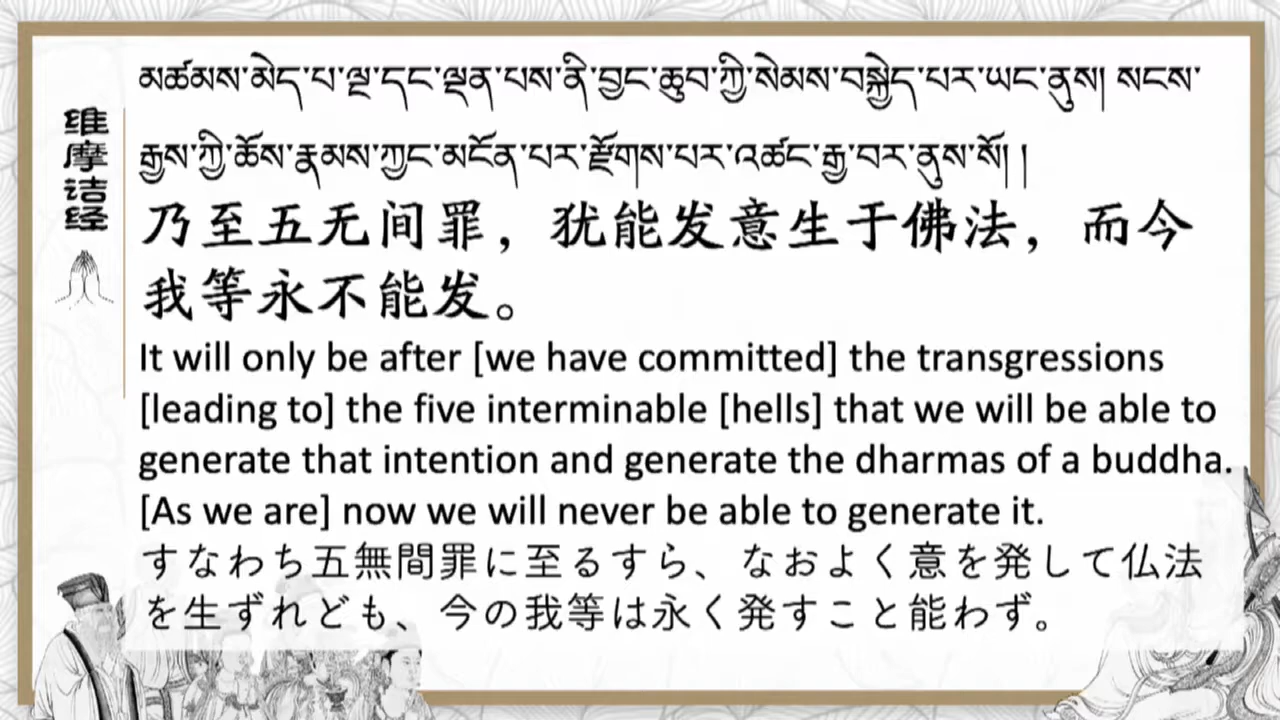 维摩诘经
མཚམས་མེད་པ་ལྔ་དང་ལྡན་པས་ནི་བྱང་ཆུབ་ཀྱི་སེམས་བསྐྱེད་པར་ཡང་ནུས། སངས་
རྒྱས་ཀྱི་ཆོས་རྣམས་ཀྱང་མངོན་པར་རྫོགས་པར་འཚང་རྒྱ་བར་ནུས་སོ། །
乃至五无间罪，犹能发意生于佛法，而今
我等永不能发。
It will only be after [we have committed] the transgressions
[leading to] the five interminable [hells] that we will be able to
generate that intention and generate the dharmas of a buddha.
[As we are] now we will never be able to generate it.
すなわち五無間罪に至るすら、なおよく意を発して仏法
を生ずれども、今の我等は永く発すこと能わず。